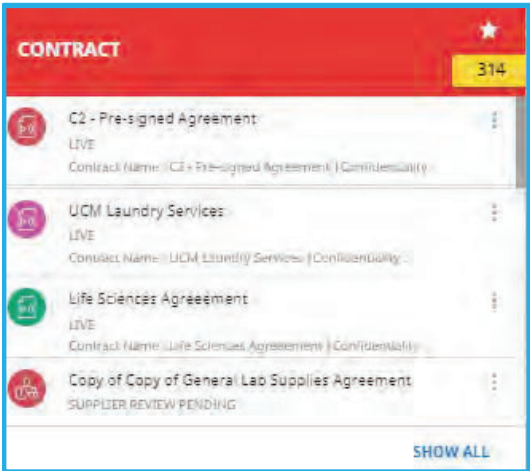 CONTRACT
314
C2 - Pre-signed Agreement
LIVE
Contract Name : C2 - Pre-signed Agreement | Confidentiality
UCM Laundry Services
LIVE
Contract Name : UCM Laundry Services | Confidentiality
Life Sciences Agreeement
LIVE
Contract Name : Life Sciences Agreeement | Confidentiality
Copy of Copy of General Lab Supplies Agreement
SUPPLIER REVIEW PENDING
SHOW ALL